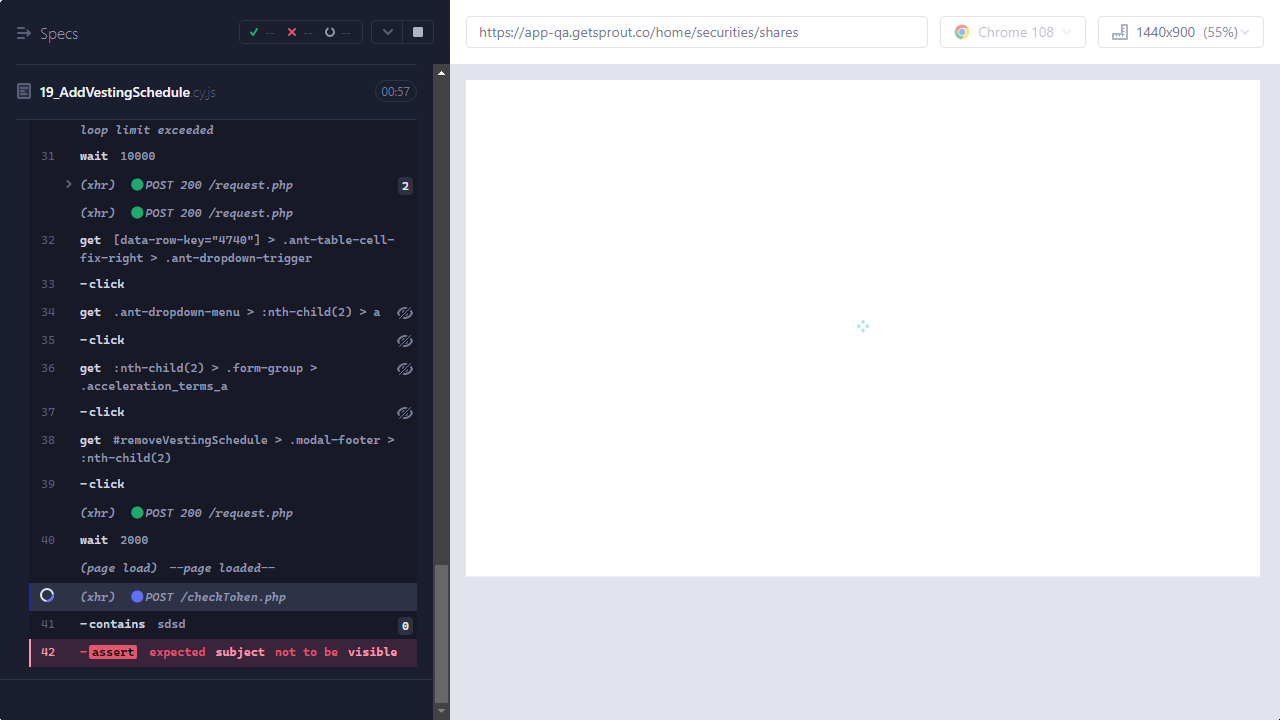 Specs
-- -- --
https://app-qa.getsprout.co/home/securities/shares
Chrome 108
1440x900 (55%)
19_AddVestingSchedule.cy.js
00:57
loop limit exceeded
31 wait 10000
(xhr) POST 200 /request.php 2
(xhr) POST 200 /request.php
32 get [data-row-key="4740"] > .ant-table-cell-
fix-right > .ant-dropdown-trigger
33 -click
34 get .ant-dropdown-menu > :nth-child(2) > a
35 -click
36 get :nth-child(2) > .form-group >
.acceleration_terms_a
37 -click
38 get #removeVestingSchedule > .modal-footer >
:nth-child(2)
39 -click
(xhr) POST 200 /request.php
40 wait 2000
(page load) --page loaded--
(xhr) POST /checkToken.php
41 -contains sdsd 0
42 -assert expected subject not to be visible